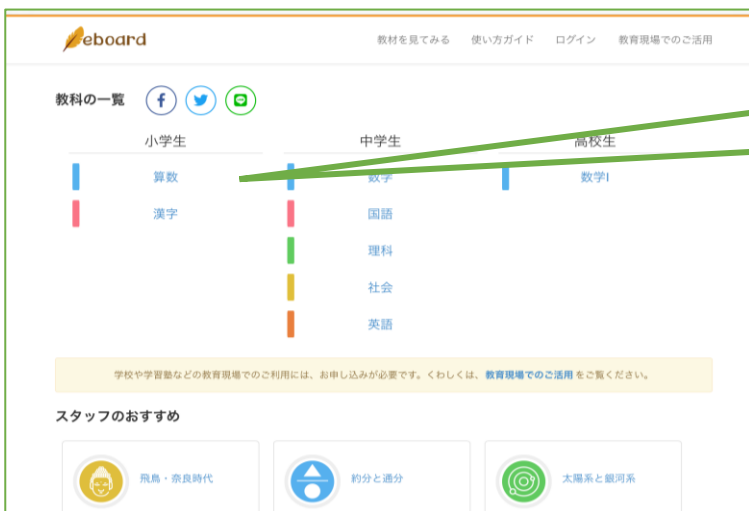 eboard
教材を見てみる 使い方ガイド ログイン 教育現場でのご活用
教科の一覧
小学生 中学生 高校生
算数 数学 数学I
漢字 国語
理科
社会
英語
学校や学習塾などの教育現場でのご利用には、お申し込みが必要です。くわしくは、教育現場でのご活用 をご覧ください。
スタッフのおすすめ
飛鳥・奈良時代 約分と通分 太陽系と銀河系